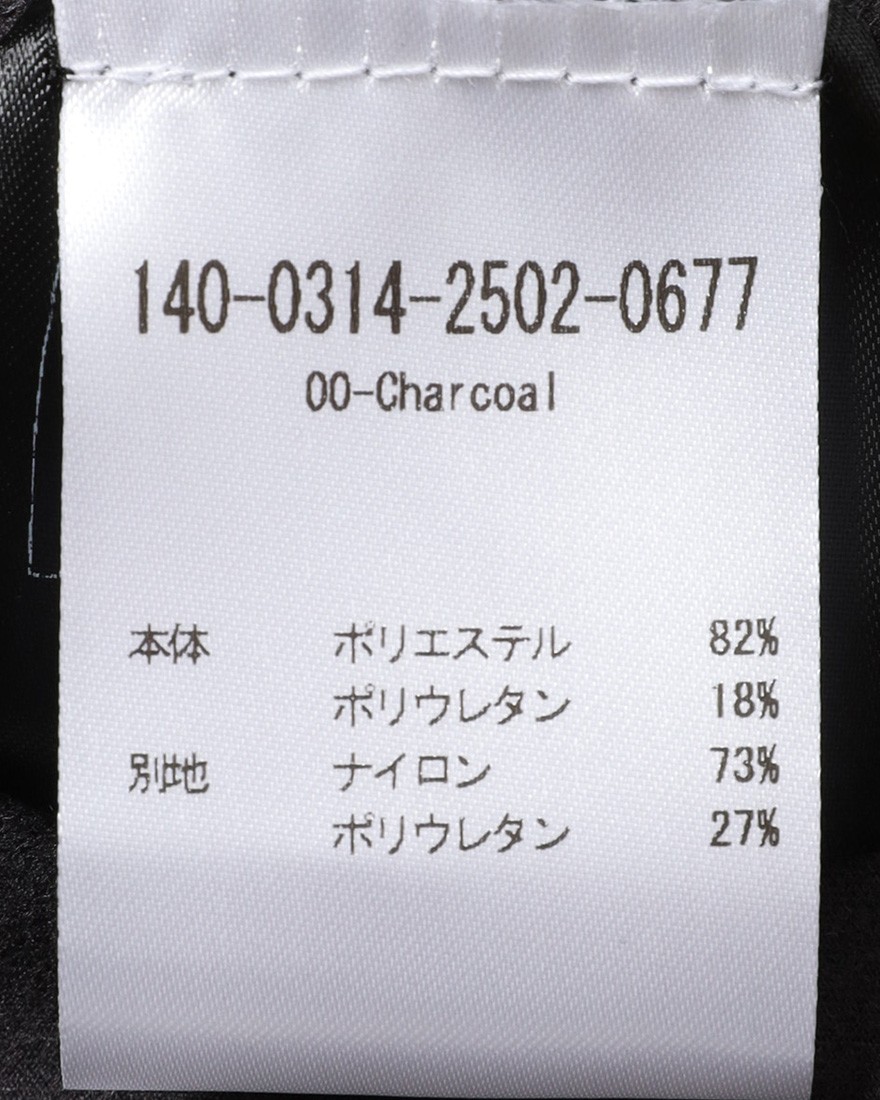 140-0314-2502-0677
00-Charcoal
本体 ポリエステル 82%
ポリウレタン 18%
別地 ナイロン 73%
ポリウレタン 27%